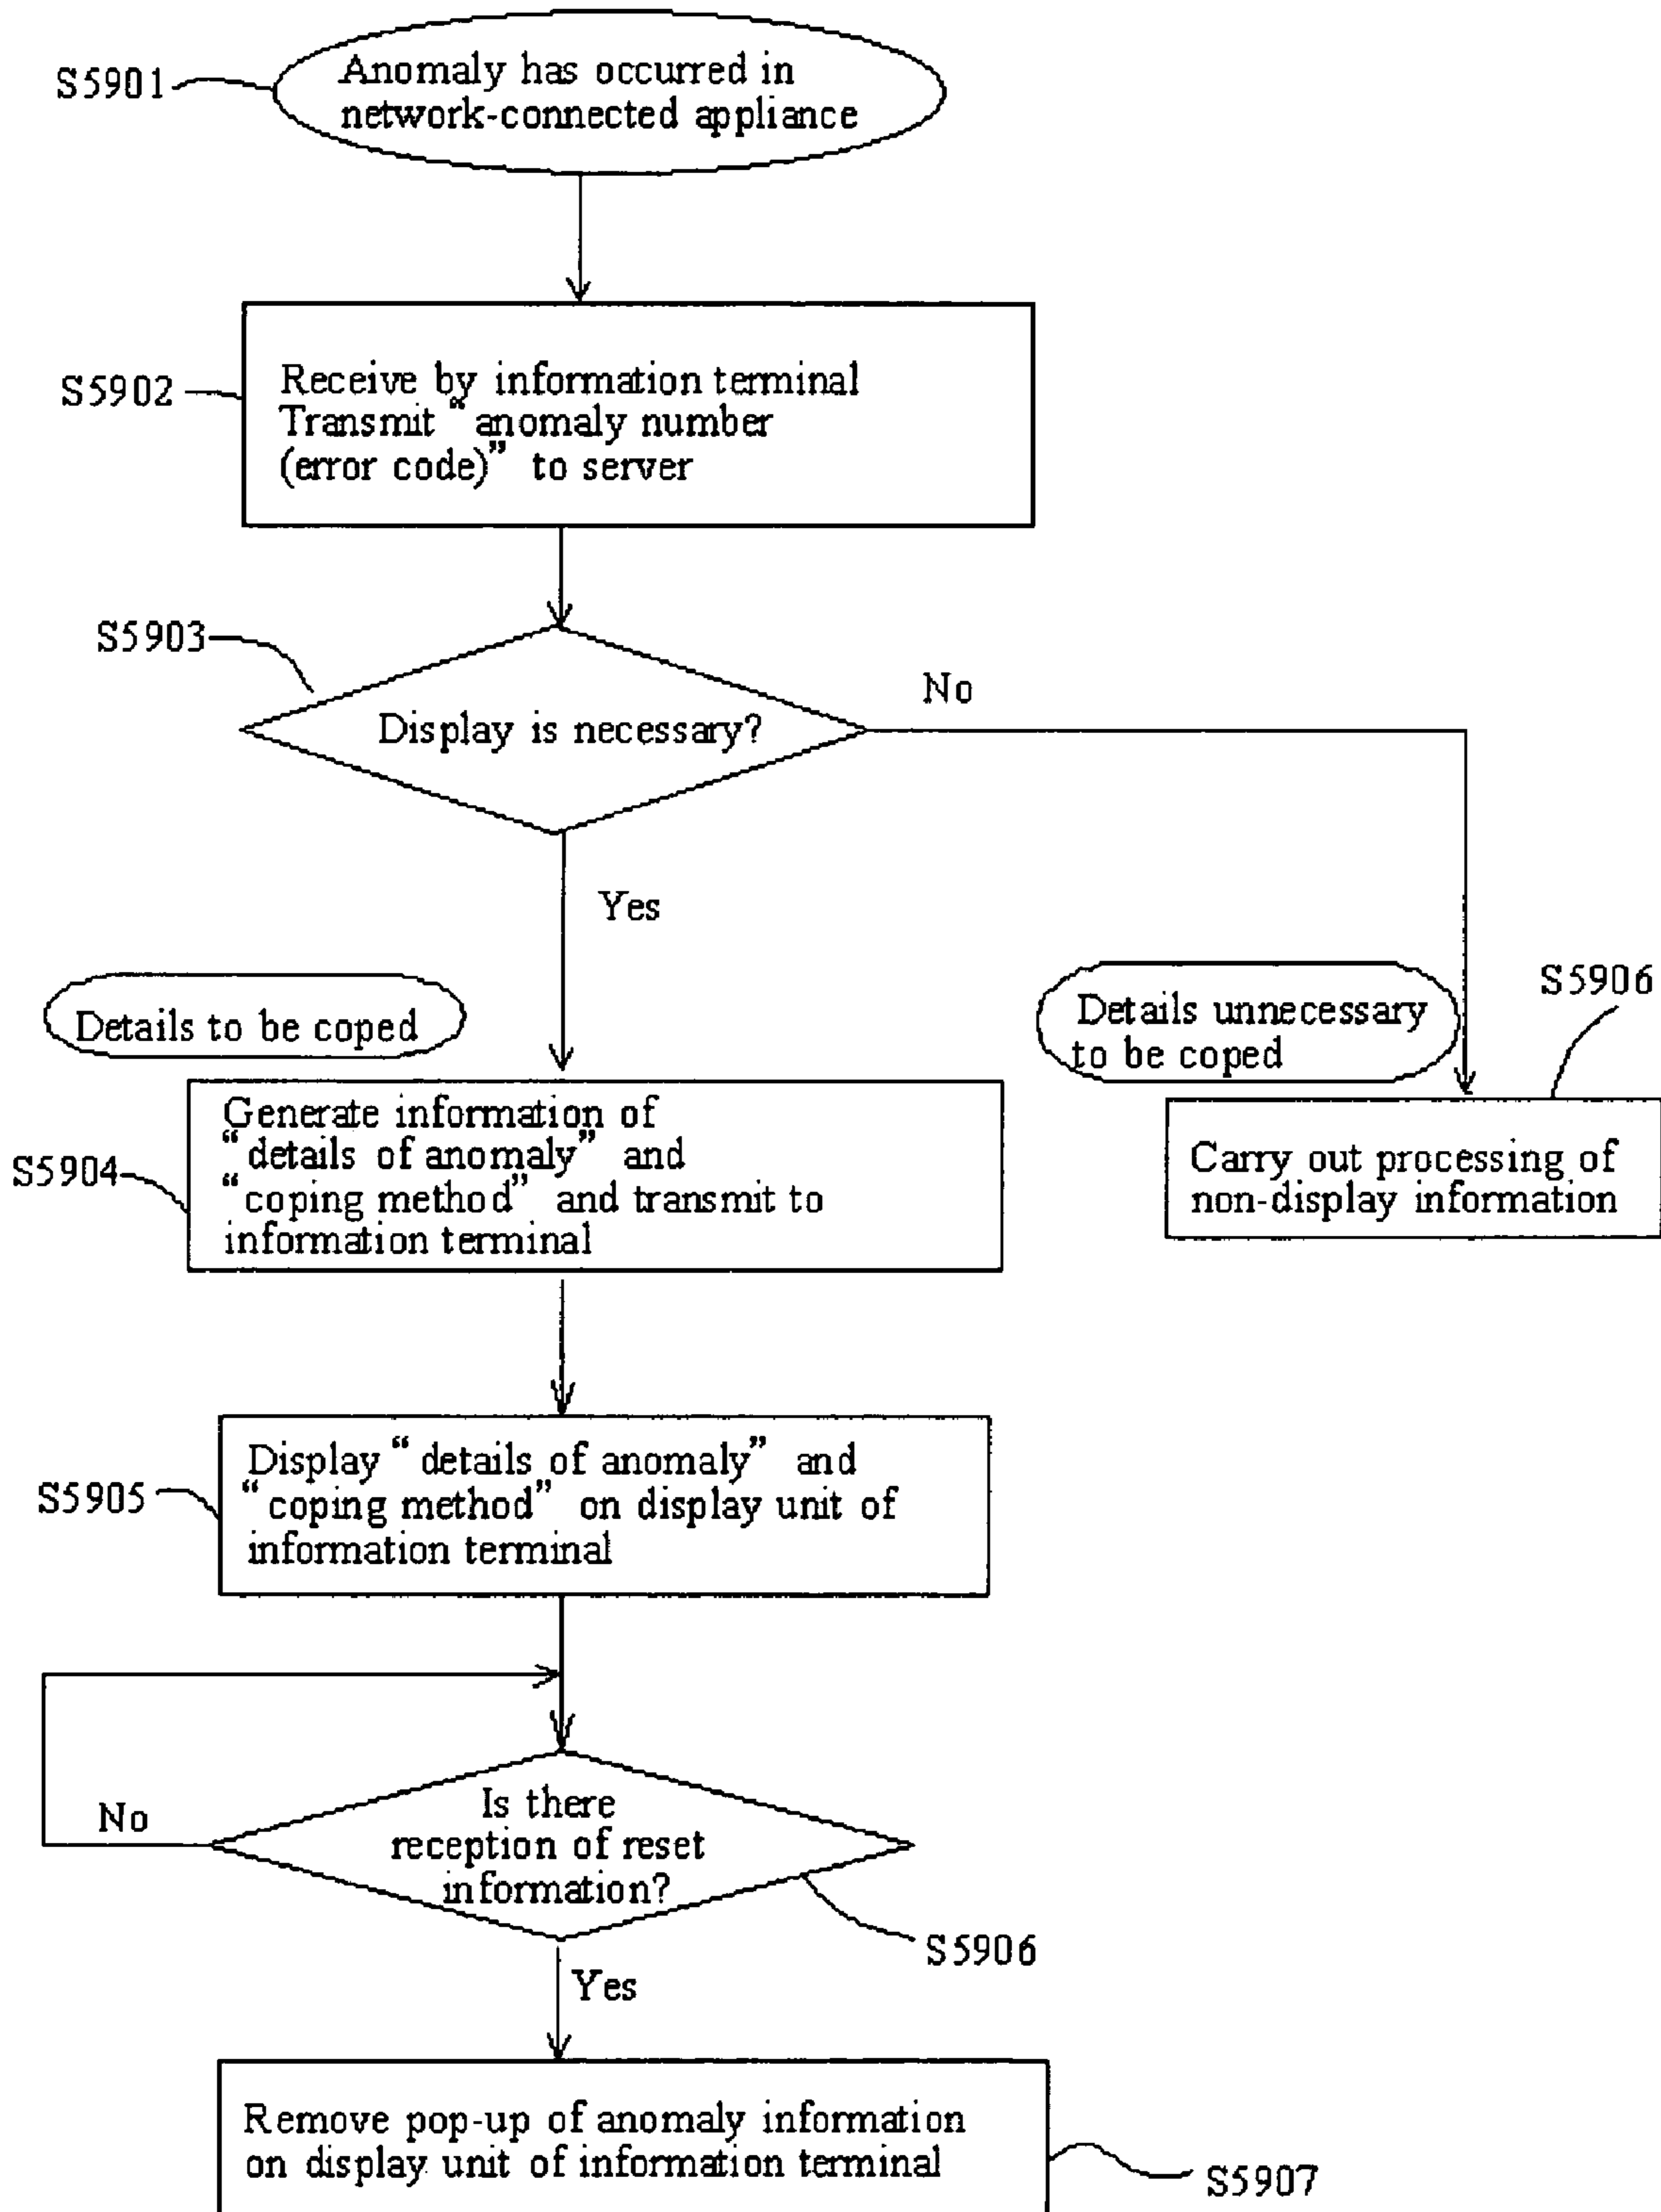 S5901
Anomaly has occurred in
network-connected appliance
S5902
Receive by information terminal
Transmit “anomaly number
(error code)” to server
S5903
Display is necessary?
No
Yes
Details to be coped
Details unnecessary
to be coped
S5906
S5904
Generate information of
“details of anomaly” and
“coping method” and transmit to
information terminal
Carry out processing of
non-display information
S5905
Display “details of anomaly” and
“coping method” on display unit of
information terminal
No
Is there
reception of reset
information?
S5906
Yes
Remove pop-up of anomaly information
on display unit of information terminal
S5907